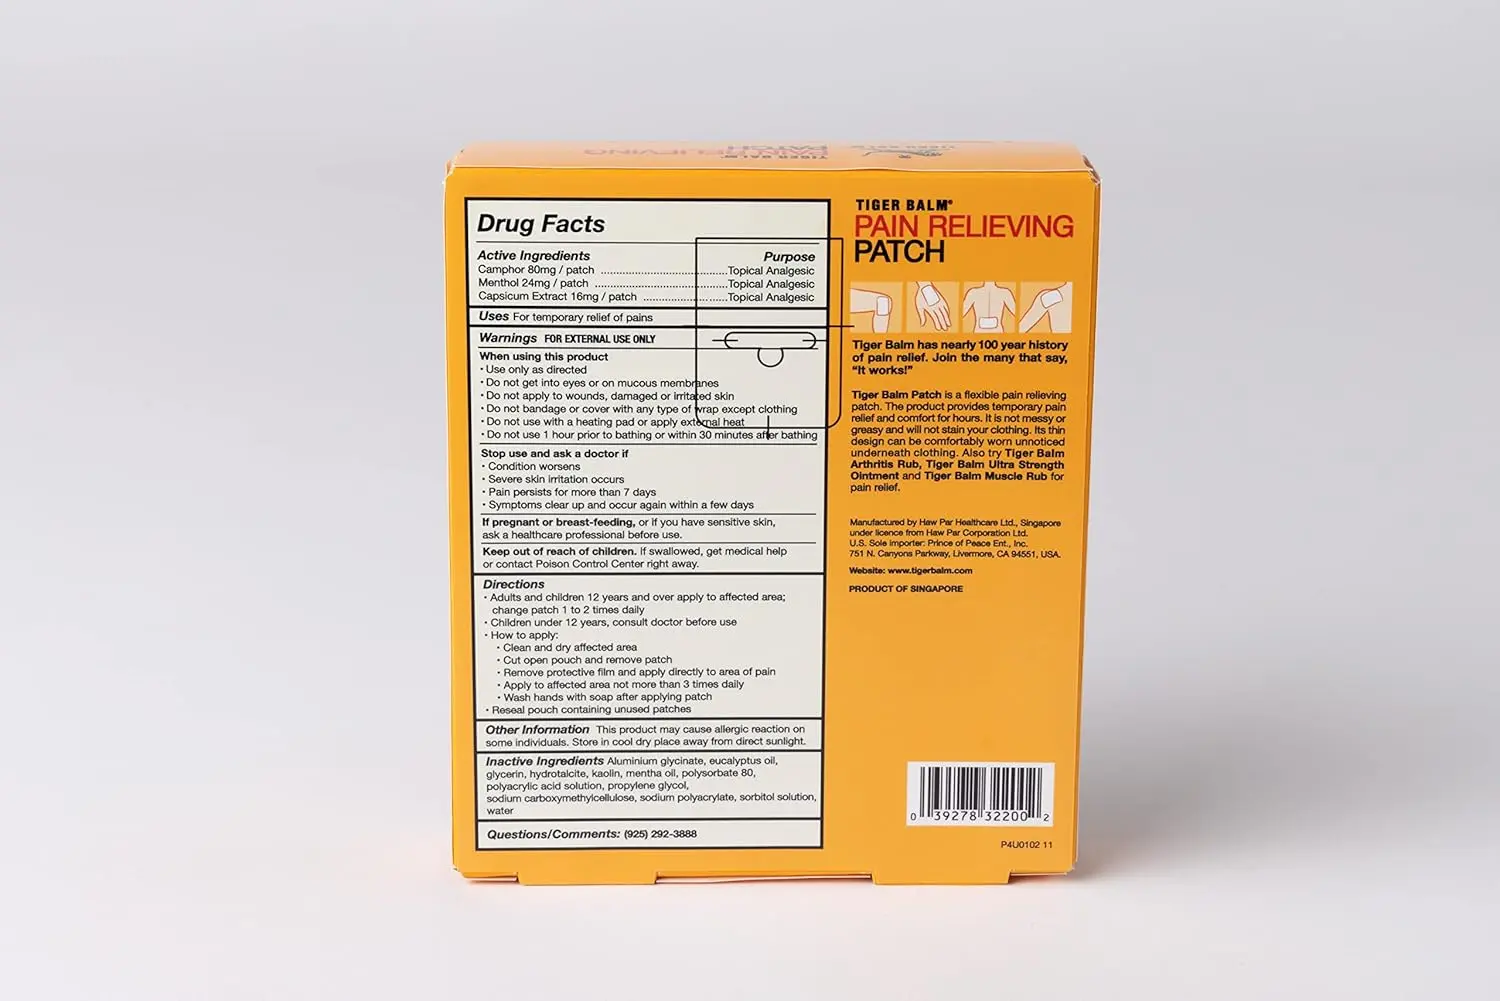 TIGER BALM®
PAIN RELIEVING
PATCH
Drug Facts
Active Ingredients Purpose
Camphor 80mg / patch ................................Topical Analgesic
Menthol 24mg / patch ..................................Topical Analgesic
Capsicum Extract 16mg / patch .....................Topical Analgesic
Uses For temporary relief of pains
Warnings FOR EXTERNAL USE ONLY
When using this product
• Use only as directed
• Do not get into eyes or on mucous membranes
• Do not apply to wounds, damaged or irritated skin
• Do not bandage or cover with any type of wrap except clothing
• Do not use with a heating pad or apply external heat
• Do not use 1 hour prior to bathing or within 30 minutes after bathing
Stop use and ask a doctor if
• Condition worsens
• Severe skin irritation occurs
• Pain persists for more than 7 days
• Symptoms clear up and occur again within a few days
If pregnant or breast-feeding, or if you have sensitive skin,
ask a healthcare professional before use.
Keep out of reach of children. If swallowed, get medical help
or contact Poison Control Center right away.
Directions
• Adults and children 12 years and over apply to affected area;
change patch 1 to 2 times daily
• Children under 12 years, consult doctor before use
• How to apply:
• Clean and dry affected area
• Cut open pouch and remove patch
• Remove protective film and apply directly to area of pain
• Apply to affected area not more than 3 times daily
• Wash hands with soap after applying patch
• Reseal pouch containing unused patches
Other Information This product may cause allergic reaction on
some individuals. Store in cool dry place away from direct sunlight.
Inactive Ingredients Aluminium glycinate, eucalyptus oil,
glycerin, hydrotalcite, kaolin, mentha oil, polysorbate 80,
polyacrylic acid solution, propylene glycol,
sodium carboxymethylcellulose, sodium polyacrylate, sorbitol solution,
water
Questions/Comments: (925) 292-3888
TIGER BALM®
PAIN RELIEVING
PATCH
Tiger Balm has nearly 100 year history
of pain relief. Join the many that say,
“It works!”
Tiger Balm Patch is a flexible pain relieving
patch. The product provides temporary pain
relief and comfort for hours. It is not messy or
greasy and will not stain your clothing. Its thin
design can be comfortably worn unnoticed
underneath clothing. Also try Tiger Balm
Arthritis Rub, Tiger Balm Ultra Strength
Ointment and Tiger Balm Muscle Rub for
pain relief.
Manufactured by Haw Par Healthcare Ltd., Singapore
under licence from Haw Par Corporation Ltd.
U.S. Sole importer: Prince of Peace Ent., Inc.
751 N. Canyons Parkway, Livermore, CA 94551, USA.
Website: www.tigerbalm.com
PRODUCT OF SINGAPORE
0 39278 32200 2
P4U0102 11